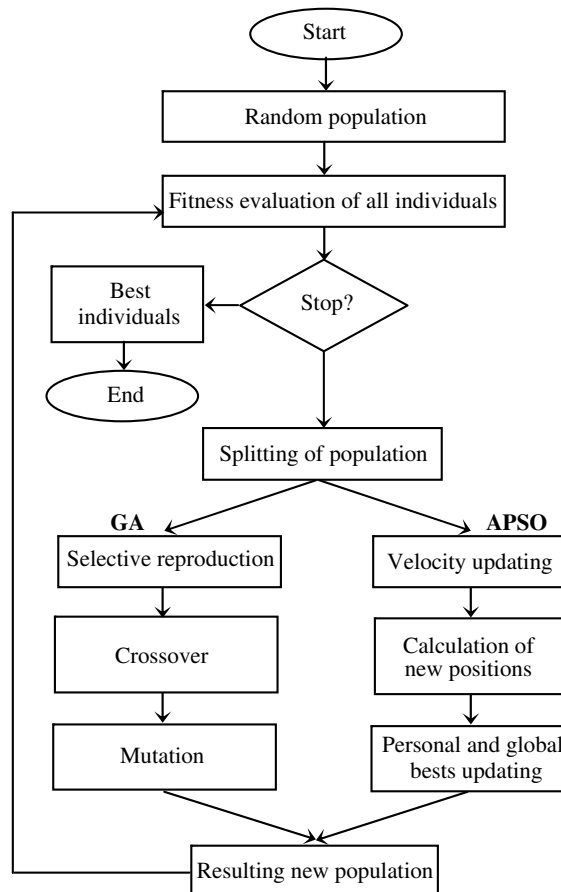 Start
Random population
Fitness evaluation of all individuals
Stop?
Best
individuals
End
Splitting of population
GA
APSO
Selective reproduction
Velocity updating
Crossover
Calculation of
new positions
Mutation
Personal and global
bests updating
Resulting new population